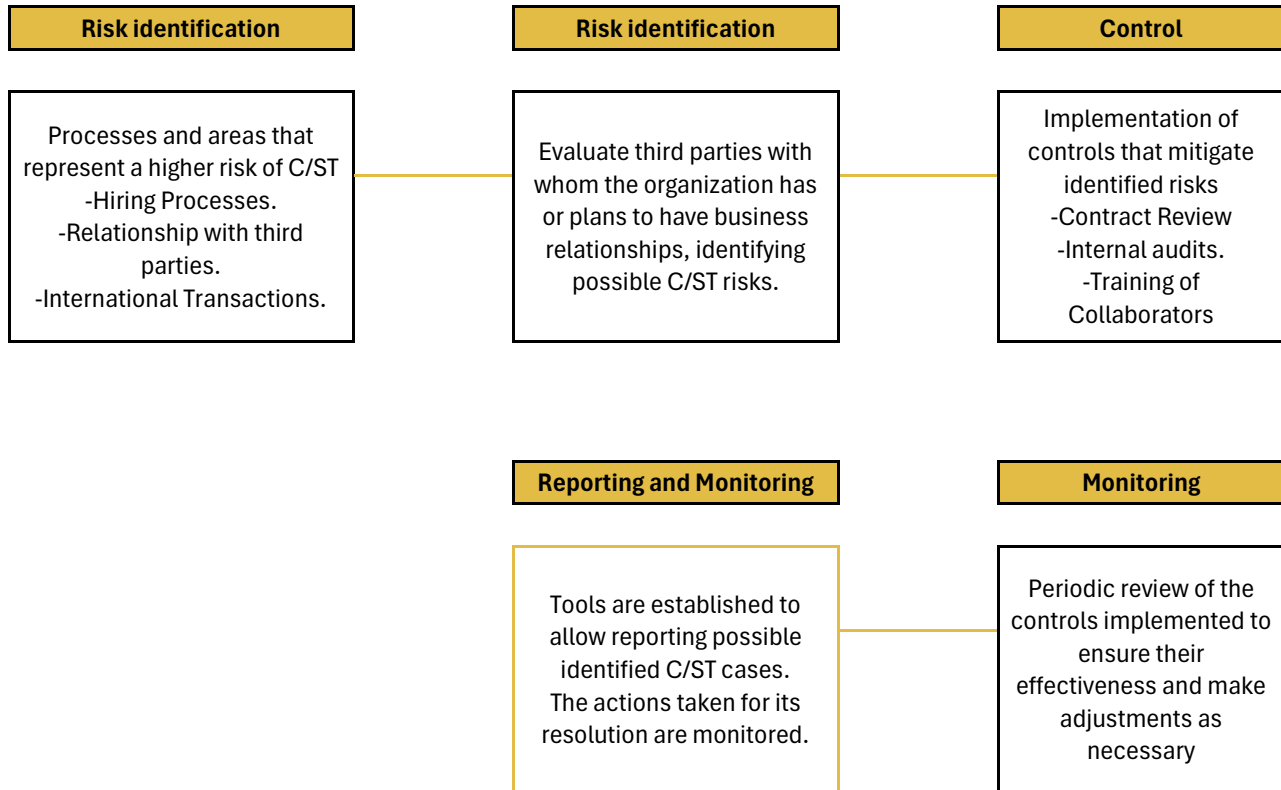 Risk identification
Processes and areas that
represent a higher risk of C/ST
-Hiring Processes.
-Relationship with third
parties.
-International Transactions.
Risk identification
Evaluate third parties with
whom the organization has
or plans to have business
relationships, identifying
possible C/ST risks.
Control
Implementation of
controls that mitigate
identified risks
-Contract Review
-Internal audits.
-Training of
Collaborators
Reporting and Monitoring
Tools are established to
allow reporting possible
identified C/ST cases.
The actions taken for its
resolution are monitored.
Monitoring
Periodic review of the
controls implemented to
ensure their
effectiveness and make
adjustments as
necessary